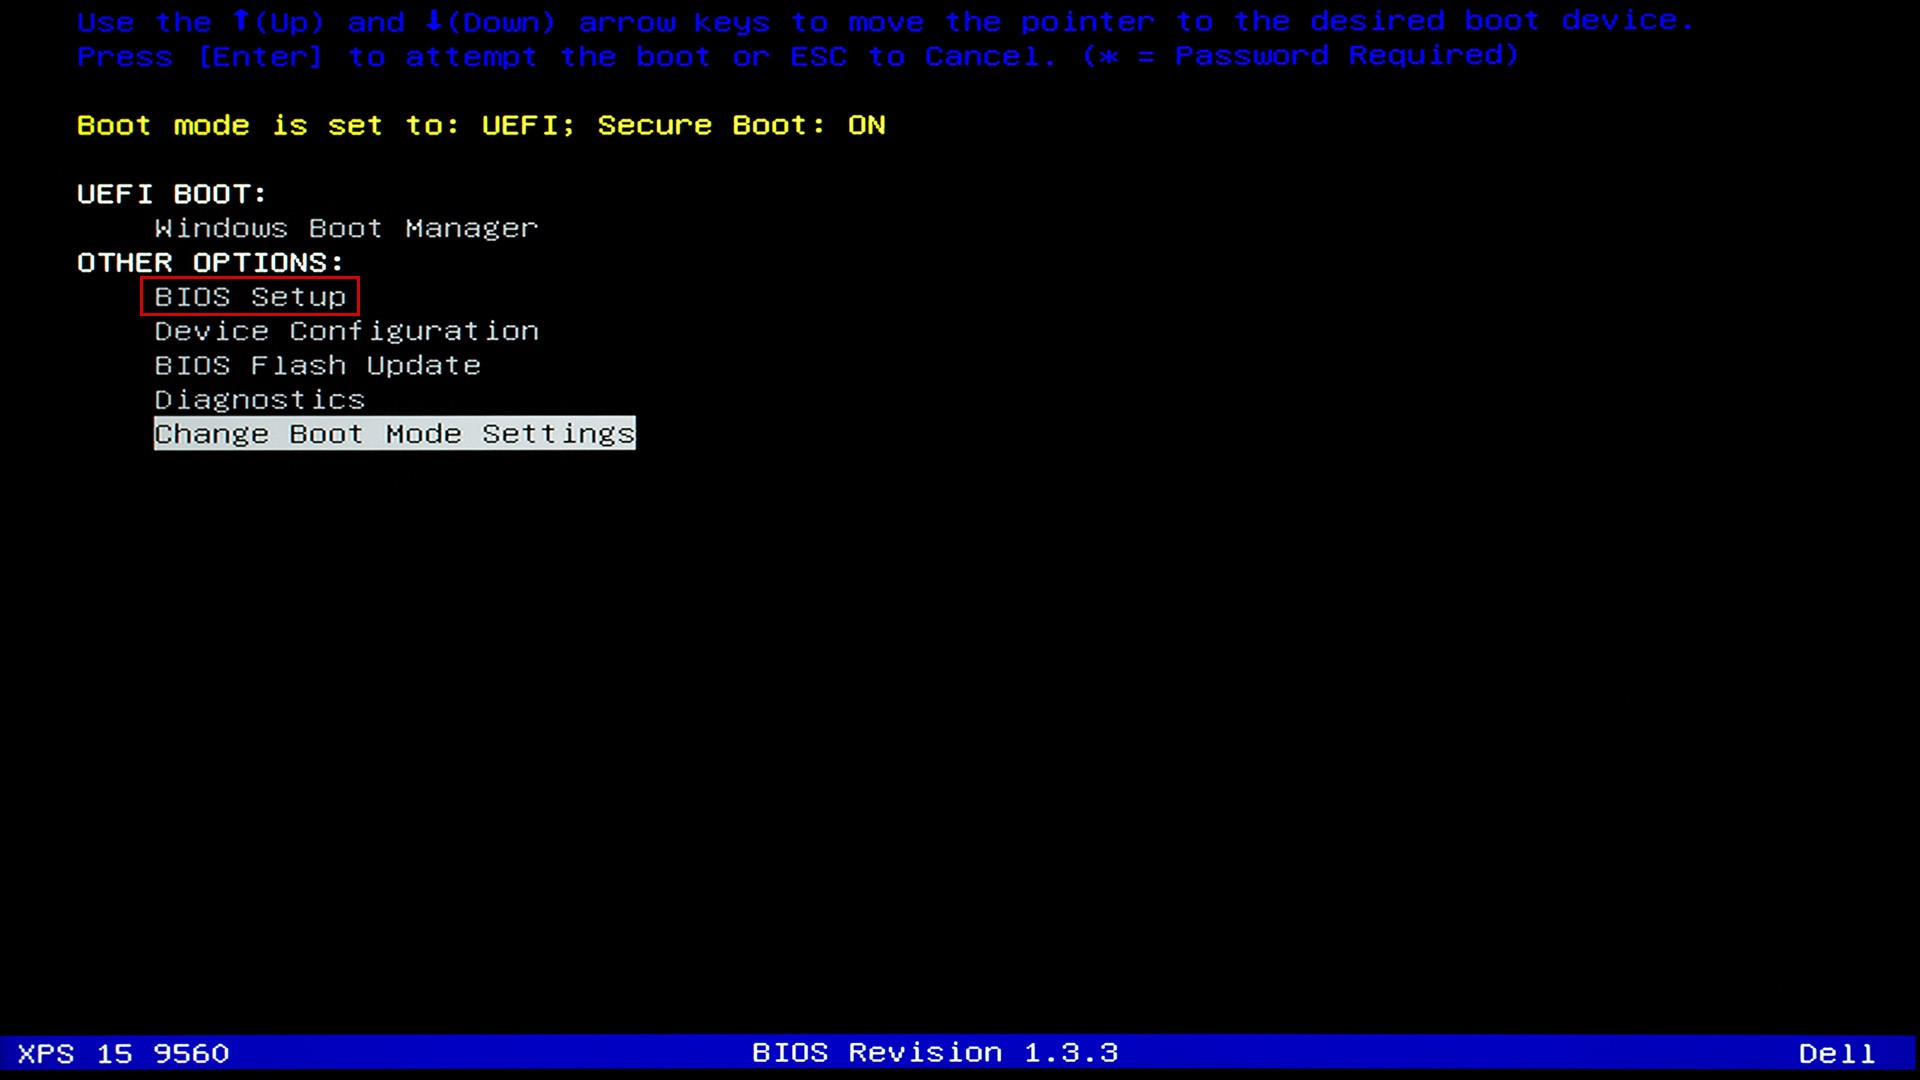 Use the ↑(Up) and ↓(Down) arrow keys to move the pointer to the desired boot device.
Press [Enter] to attempt the boot or ESC to Cancel. (* = Password Required)
Boot mode is set to: UEFI; Secure Boot: ON
UEFI BOOT:
Windows Boot Manager
OTHER OPTIONS:
BIOS Setup
Device Configuration
BIOS Flash Update
Diagnostics
Change Boot Mode Settings
XPS 15 9560 BIOS Revision 1.3.3 Dell